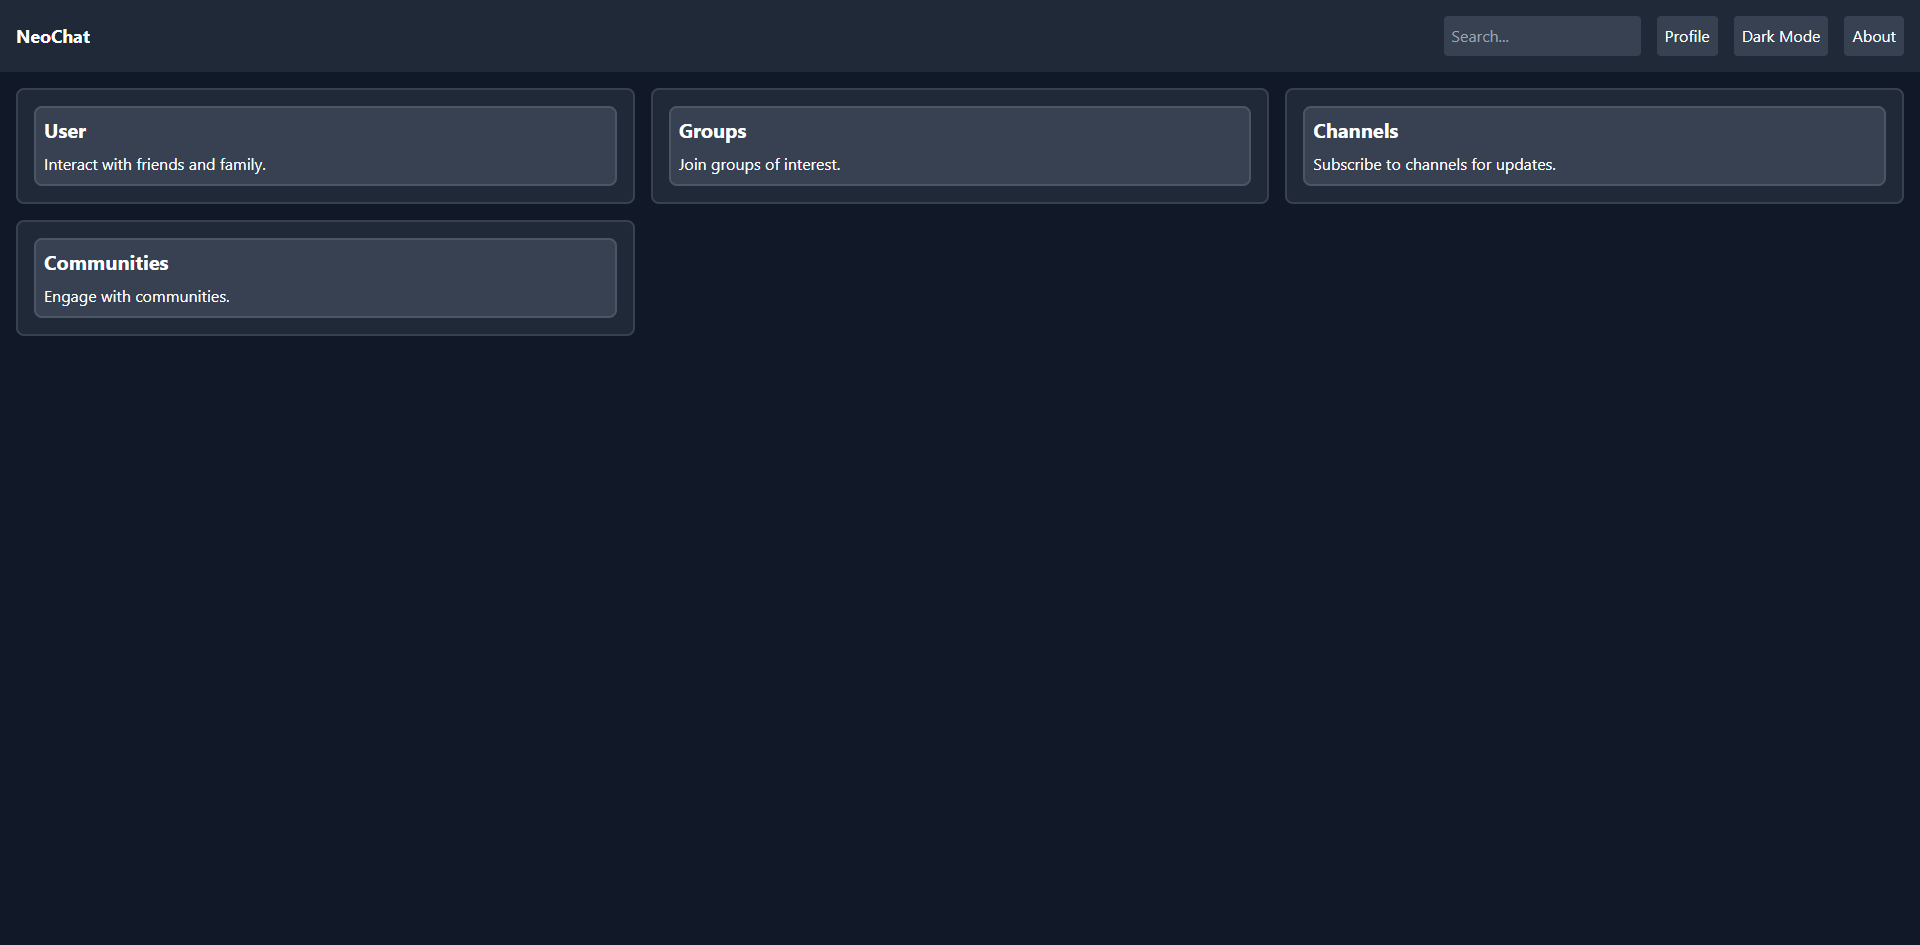 NeoChat
Search...
Profile
Dark Mode
About
User
Interact with friends and family.
Groups
Join groups of interest.
Channels
Subscribe to channels for updates.
Communities
Engage with communities.